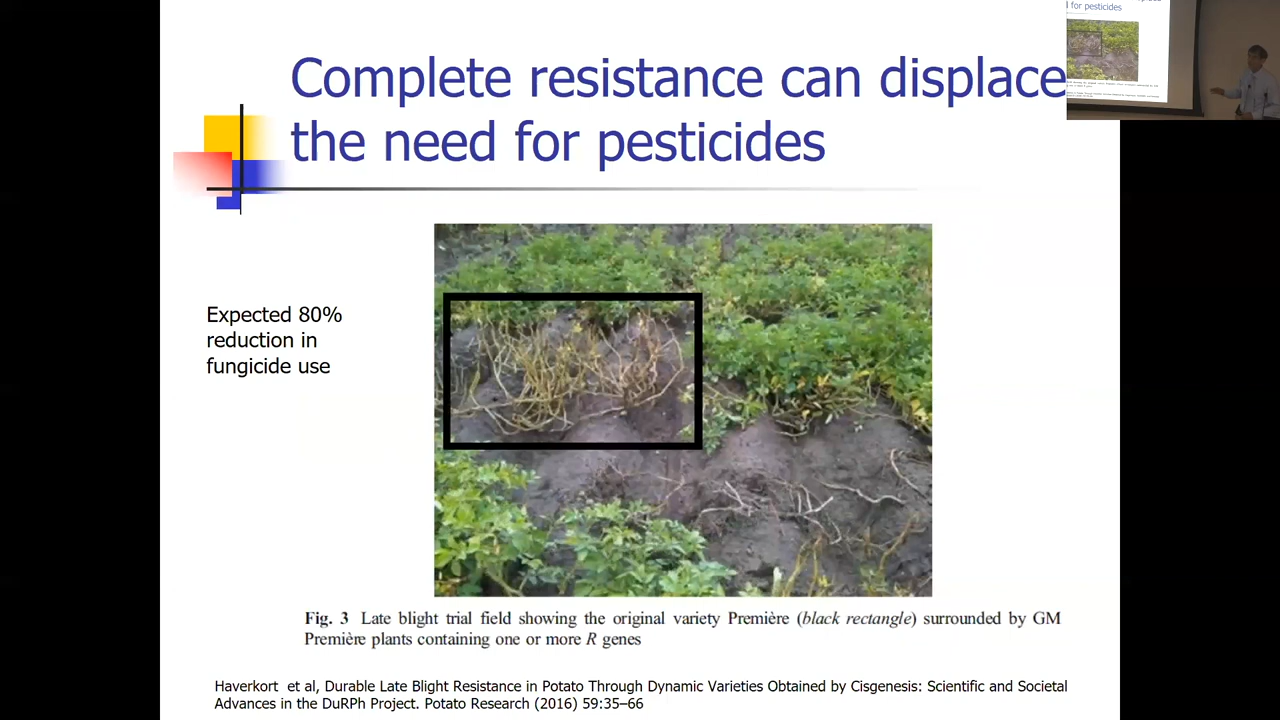 Complete resistance can displace
the need for pesticides
Expected 80%
reduction in
fungicide use
Fig. 3 Late blight trial field showing the original variety Première (black rectangle) surrounded by GM
Première plants containing one or more R genes
Haverkort et al, Durable Late Blight Resistance in Potato Through Dynamic Varieties Obtained by Cisgenesis: Scientific and Societal
Advances in the DuRPh Project. Potato Research (2016) 59:35–66
for pesticides